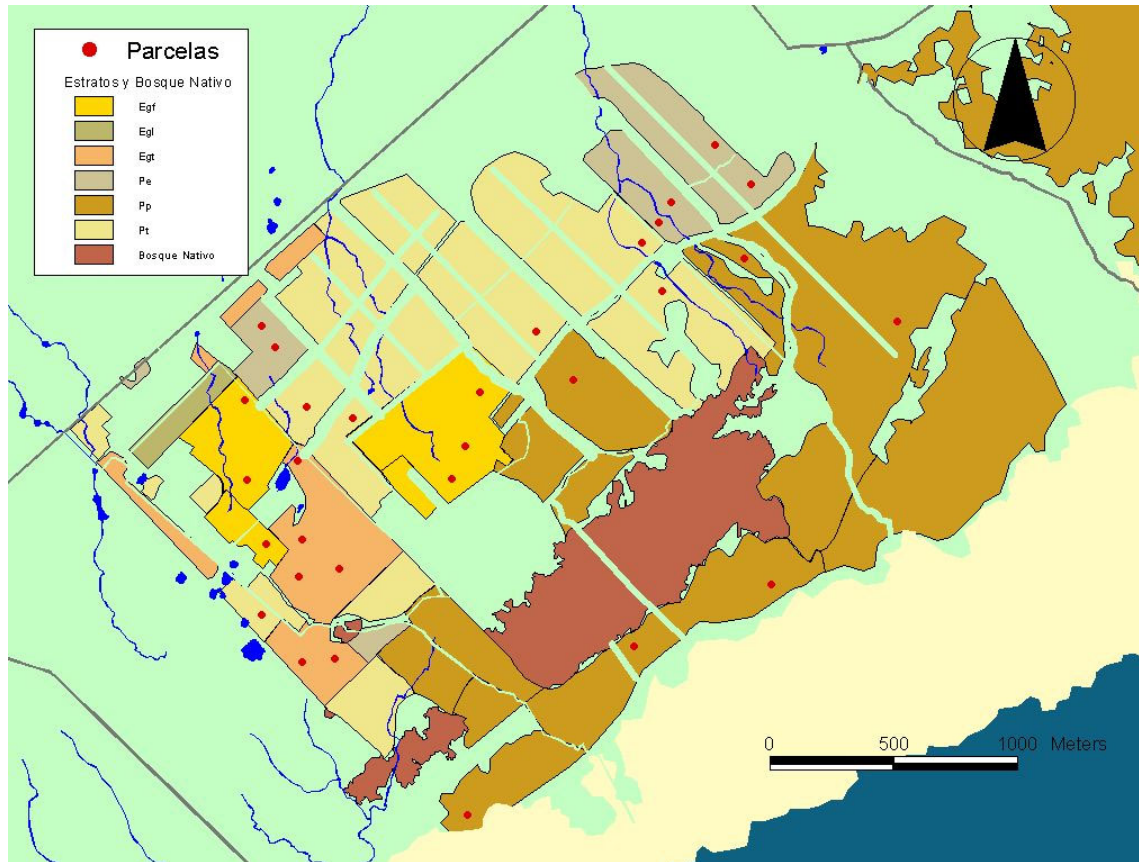 Parcelas
Estratos y Bosque Nativo
Egf
Egl
Egt
Pe
Pp
Pt
Bosque Nativo
0 500 1000 Meters